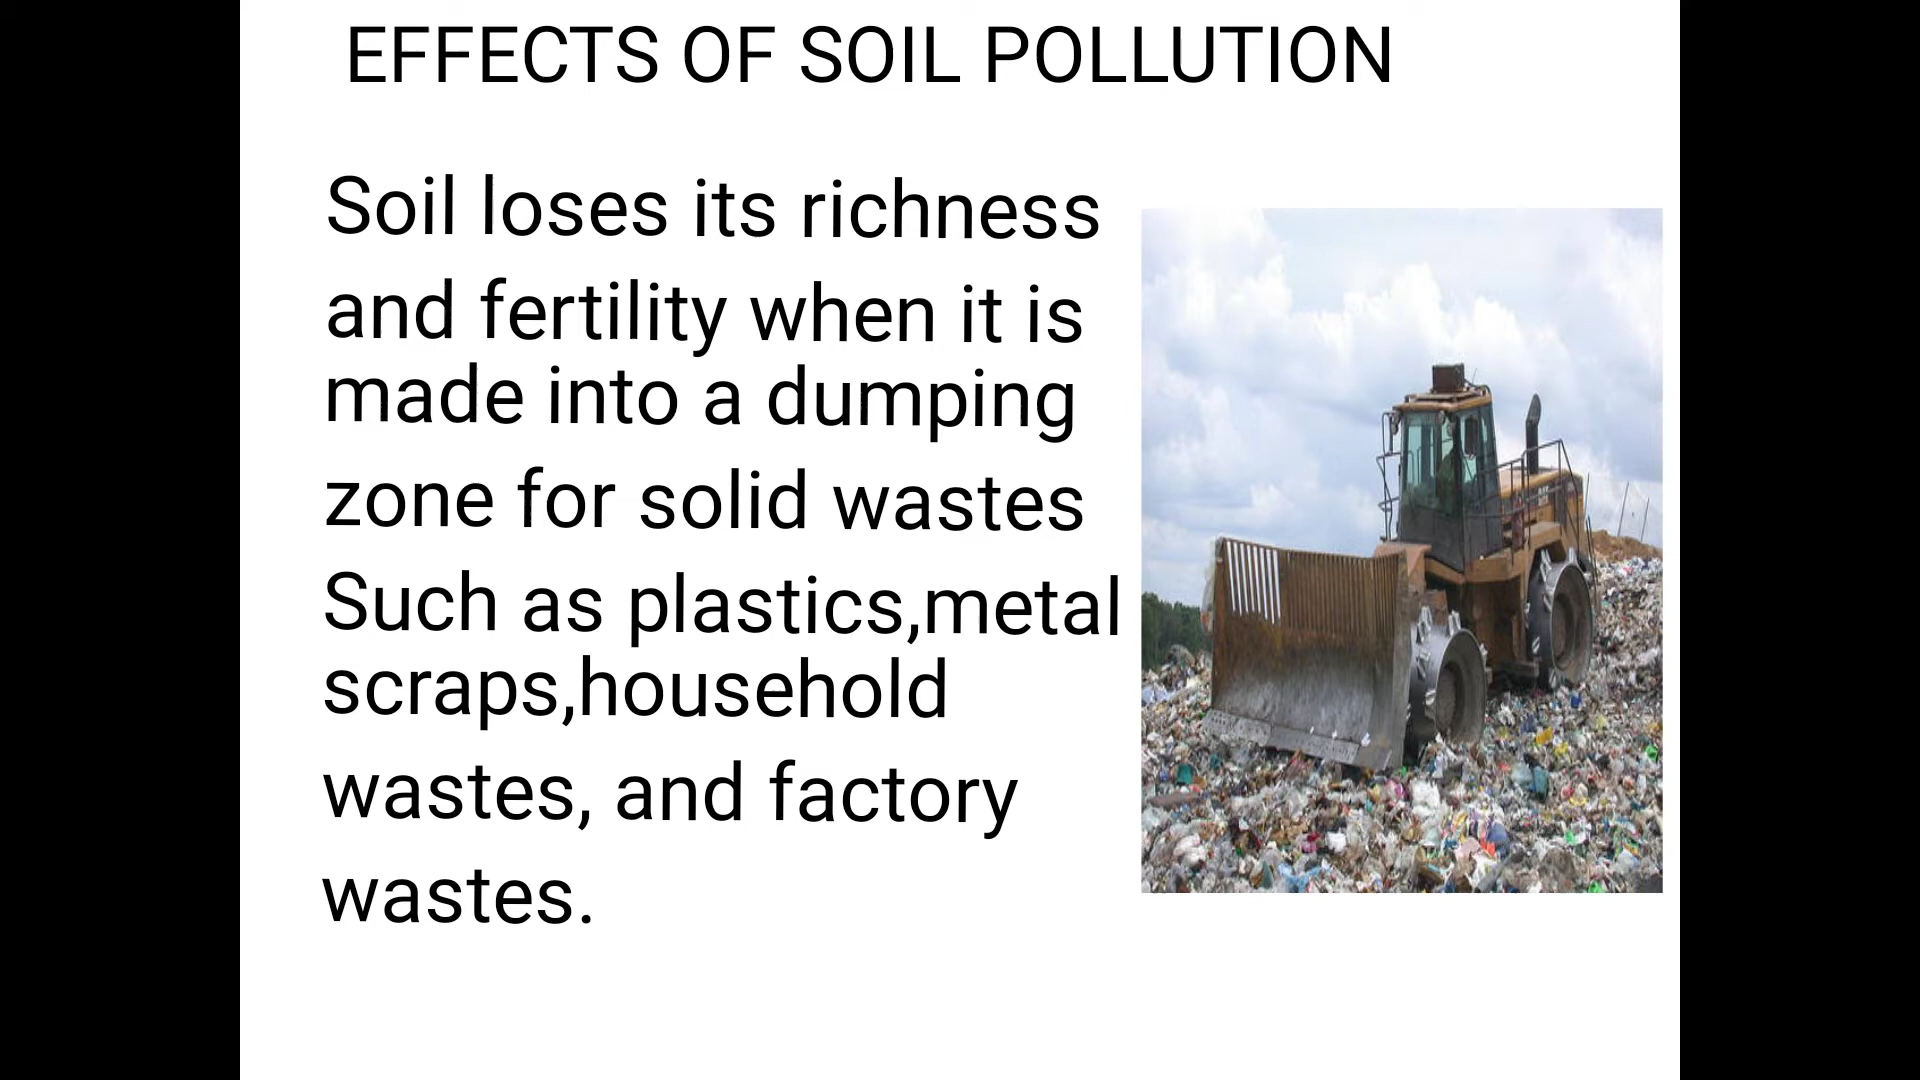 EFFECTS OF SOIL POLLUTION
Soil loses its richness
and fertility when it is
made into a dumping
zone for solid wastes
Such as plastics,metal
scraps,household
wastes, and factory
wastes.